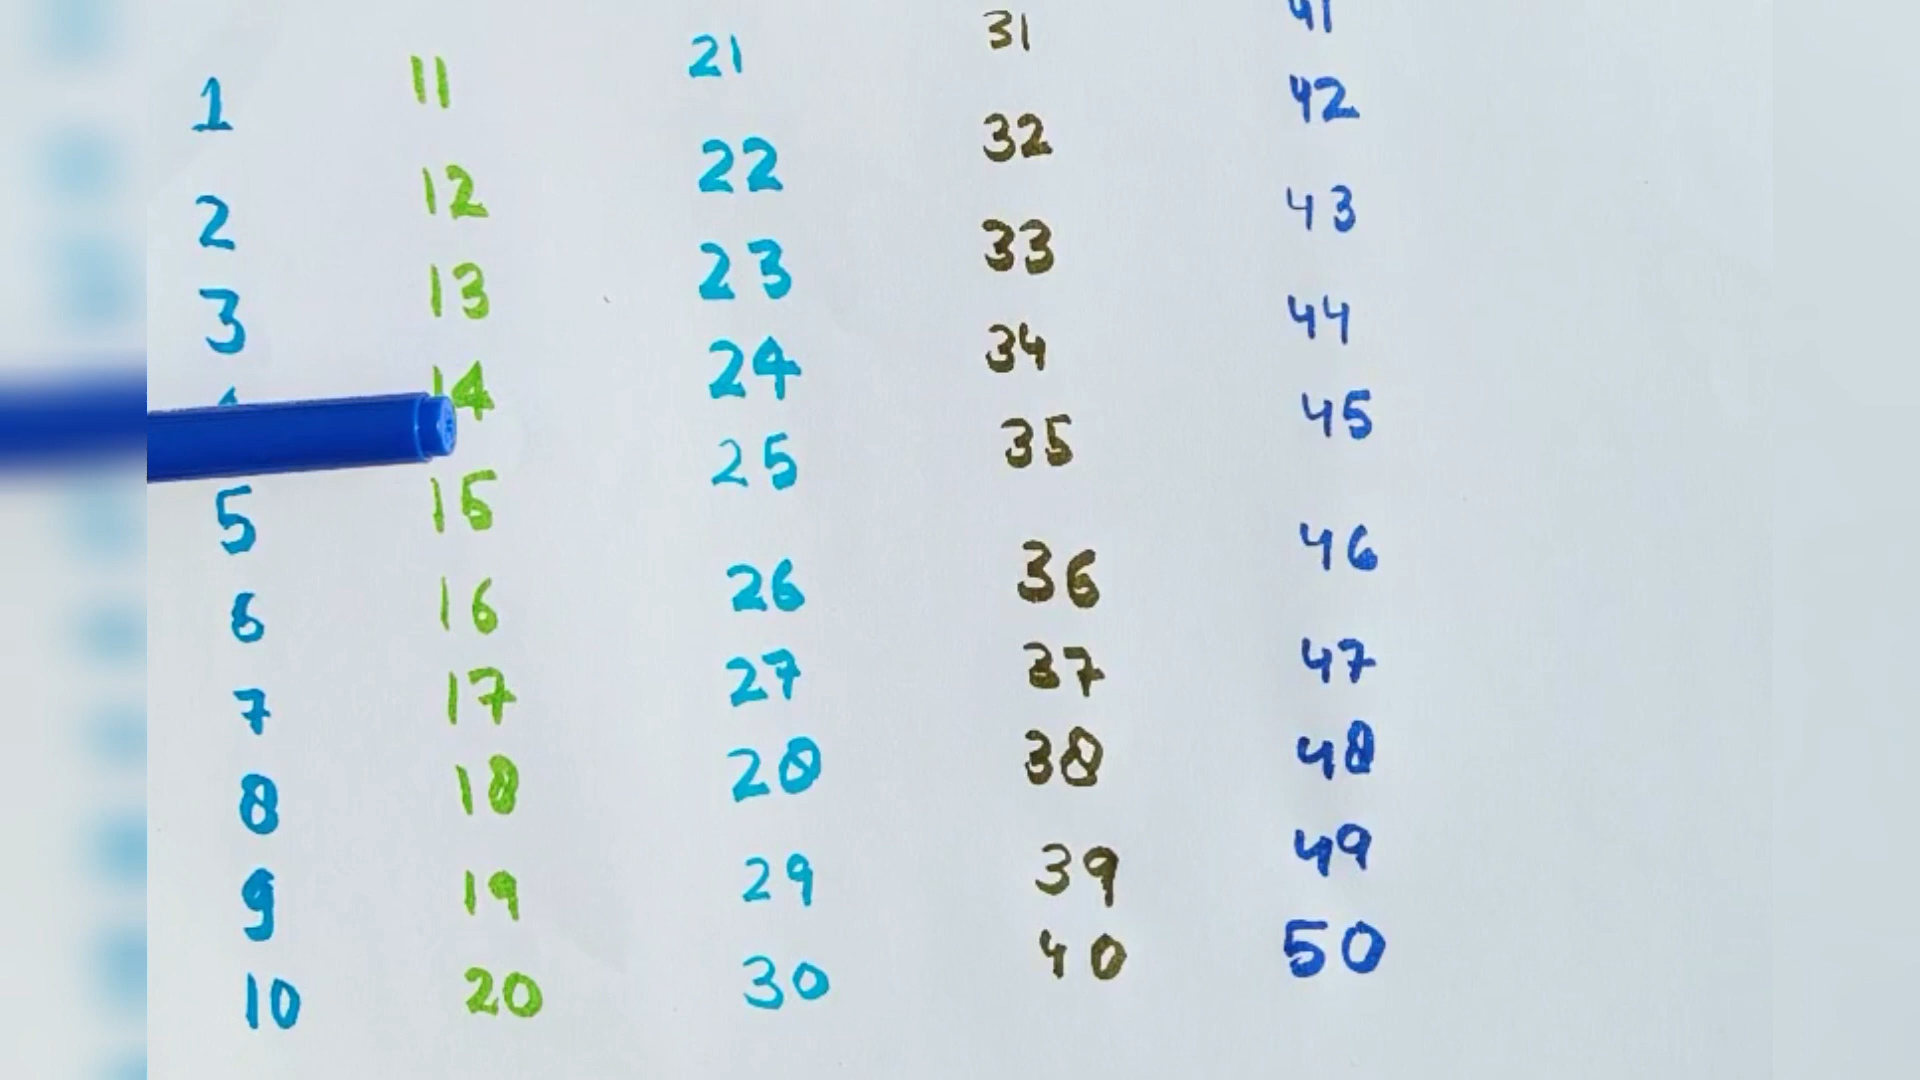 1 11 21 31 41
2 12 22 32 42
3 13 23 33 43
14 24 34 44
5 15 25 35 45
6 16 26 36 46
7 17 27 37 47
8 18 28 38 48
9 19 29 39 49
10 20 30 40 50